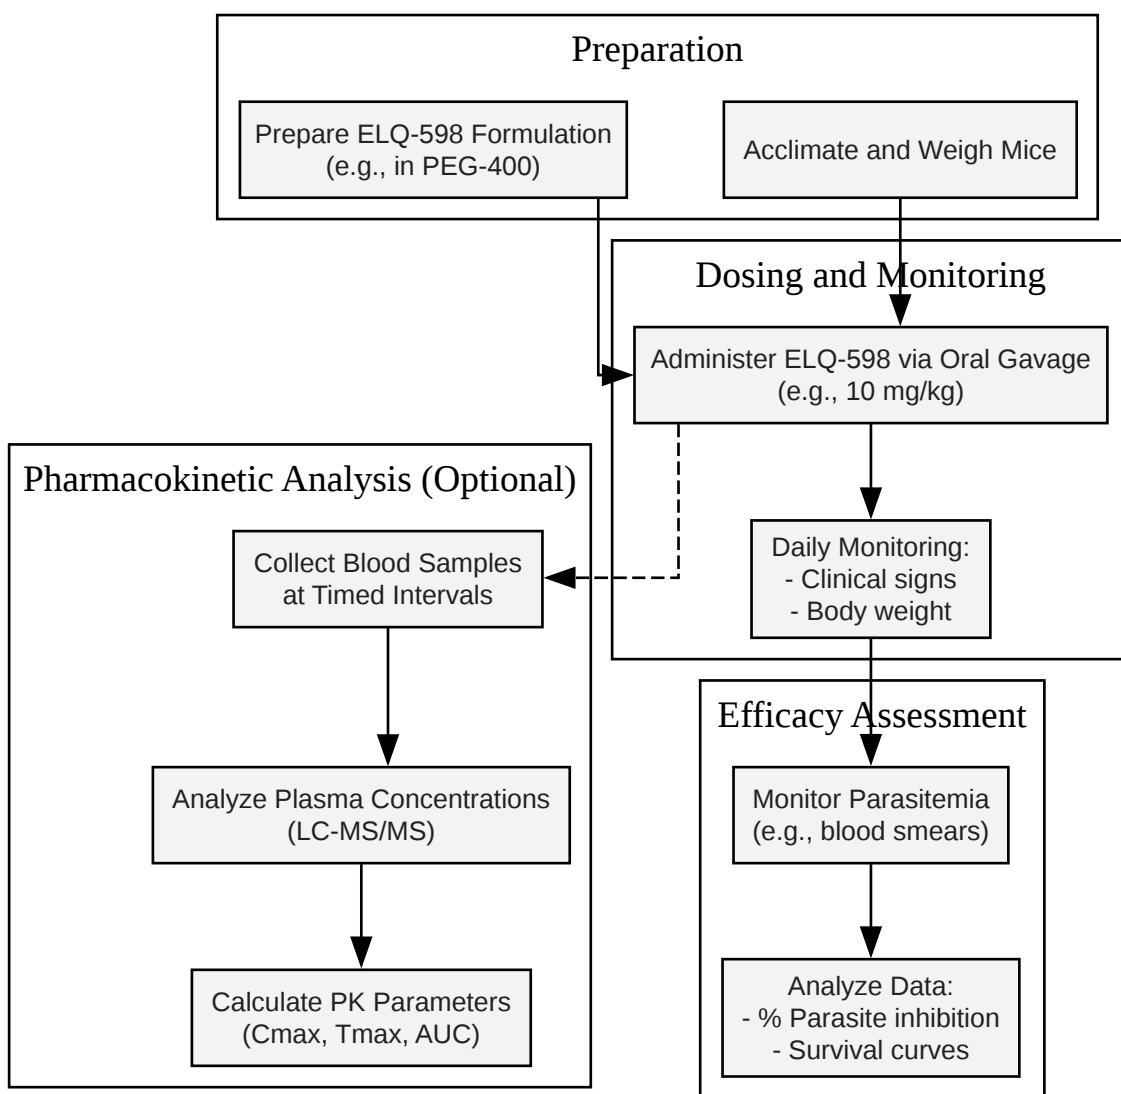 Preparation
Prepare ELQ-598 Formulation
(e.g., in PEG-400)
Acclimate and Weigh Mice
Dosing and Monitoring
Administer ELQ-598 via Oral Gavage
(e.g., 10 mg/kg)
Daily Monitoring:
- Clinical signs
- Body weight
Pharmacokinetic Analysis (Optional)
Collect Blood Samples
at Timed Intervals
Analyze Plasma Concentrations
(LC-MS/MS)
Calculate PK Parameters
(Cmax, Tmax, AUC)
Efficacy Assessment
Monitor Parasitemia
(e.g., blood smears)
Analyze Data:
- % Parasite inhibition
- Survival curves